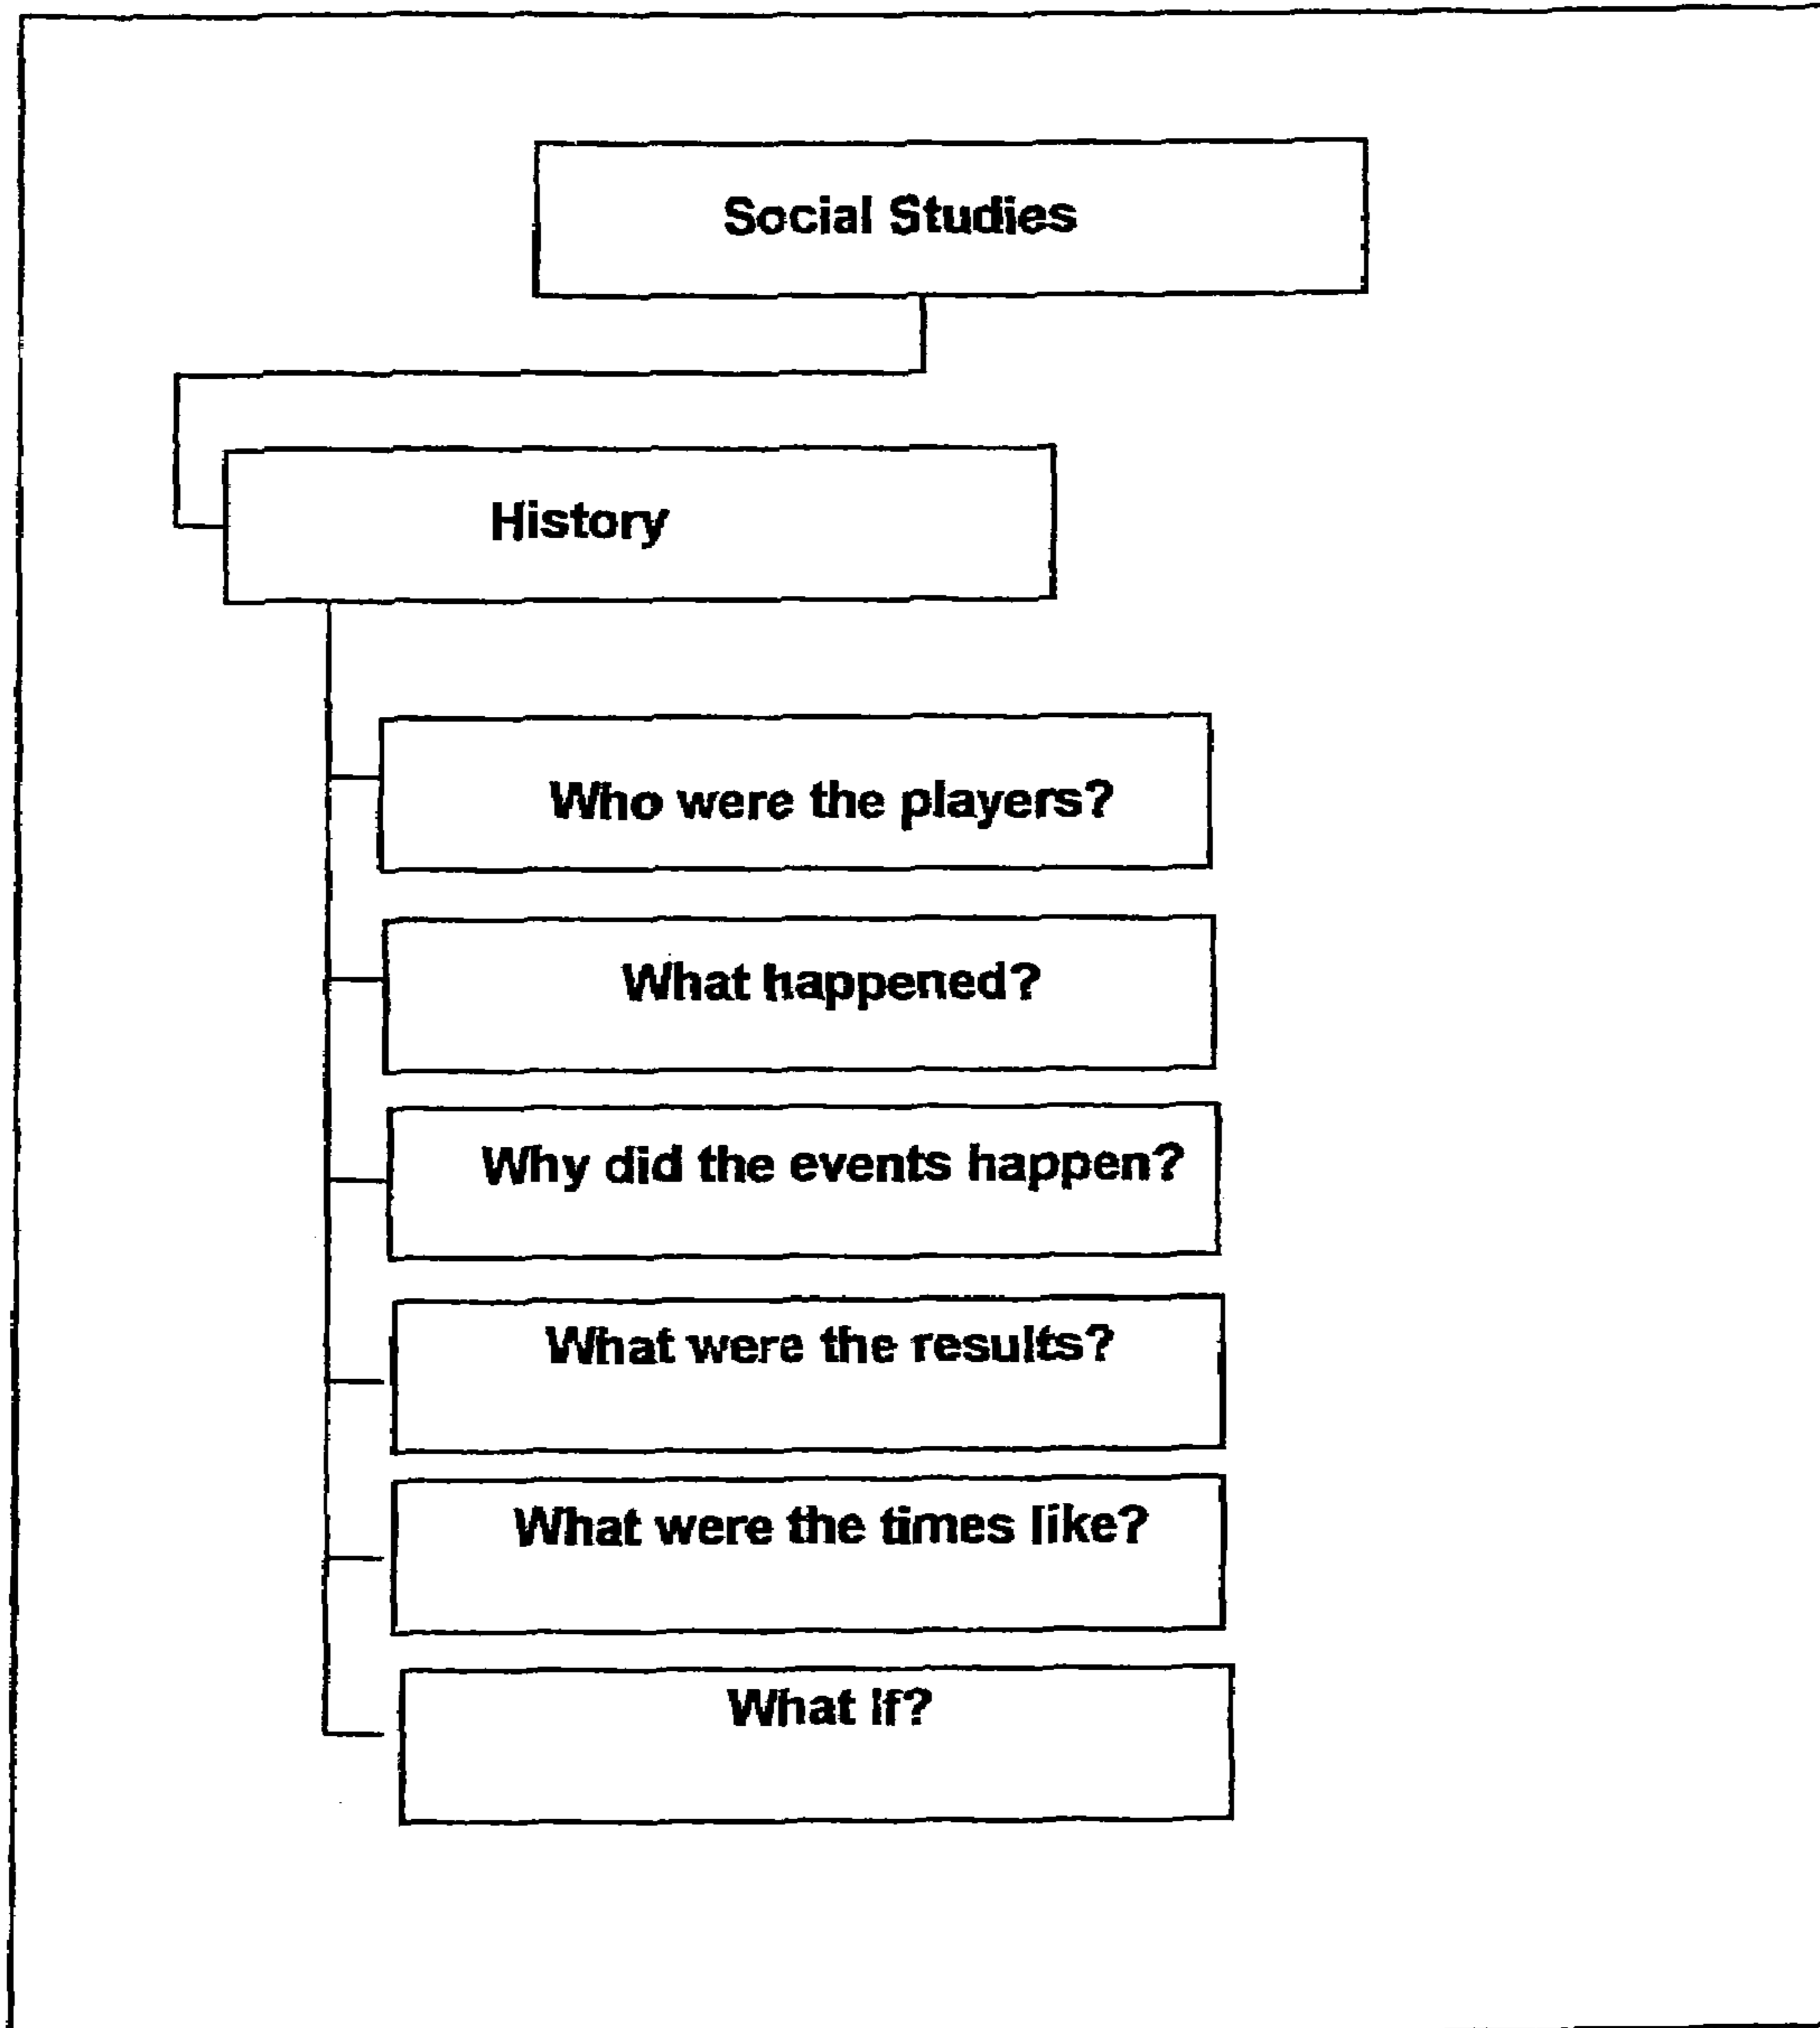 Social Studies
History
Who were the players?
What happened?
Why did the events happen?
What were the results?
What were the times like?
What If?